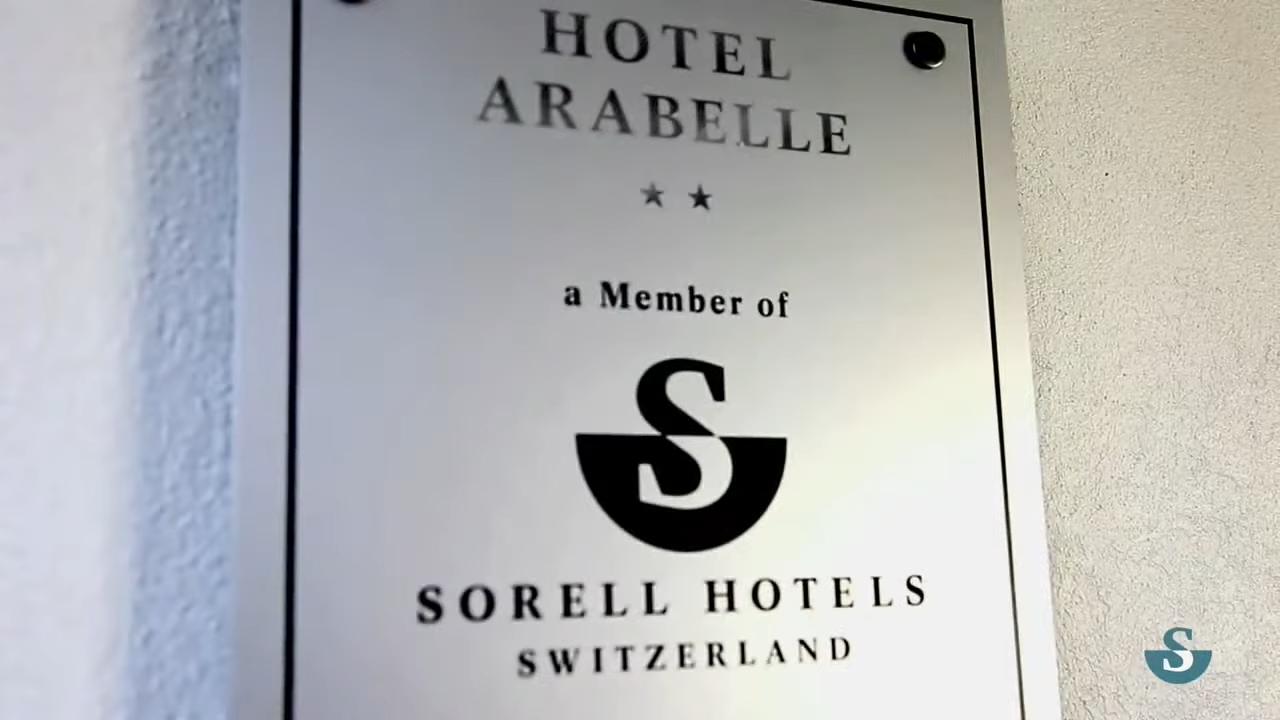 HOTEL
ARABELLE
★ ★
a Member of
S
SORELL HOTELS
SWITZERLAND
S